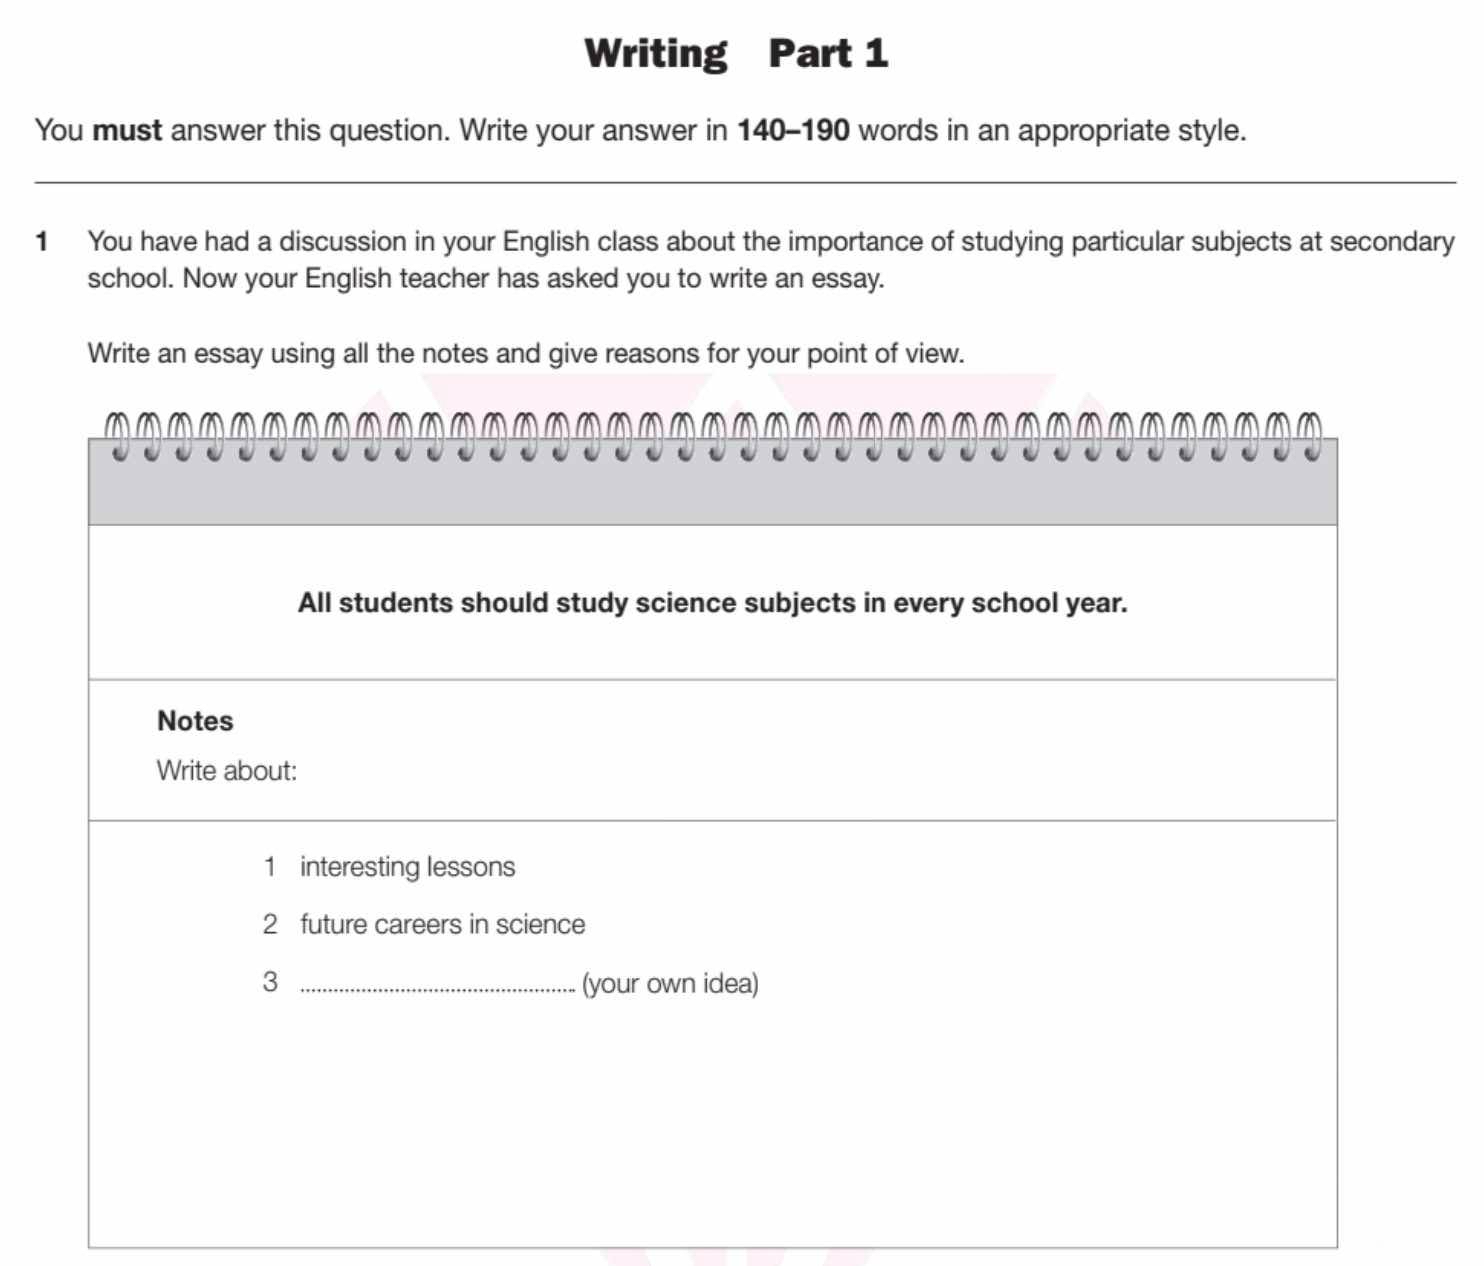 Writing Part 1
You must answer this question. Write your answer in 140–190 words in an appropriate style.
1 You have had a discussion in your English class about the importance of studying particular subjects at secondary
school. Now your English teacher has asked you to write an essay.
Write an essay using all the notes and give reasons for your point of view.
All students should study science subjects in every school year.
Notes
Write about:
1 interesting lessons
2 future careers in science
3 .................................................. (your own idea)